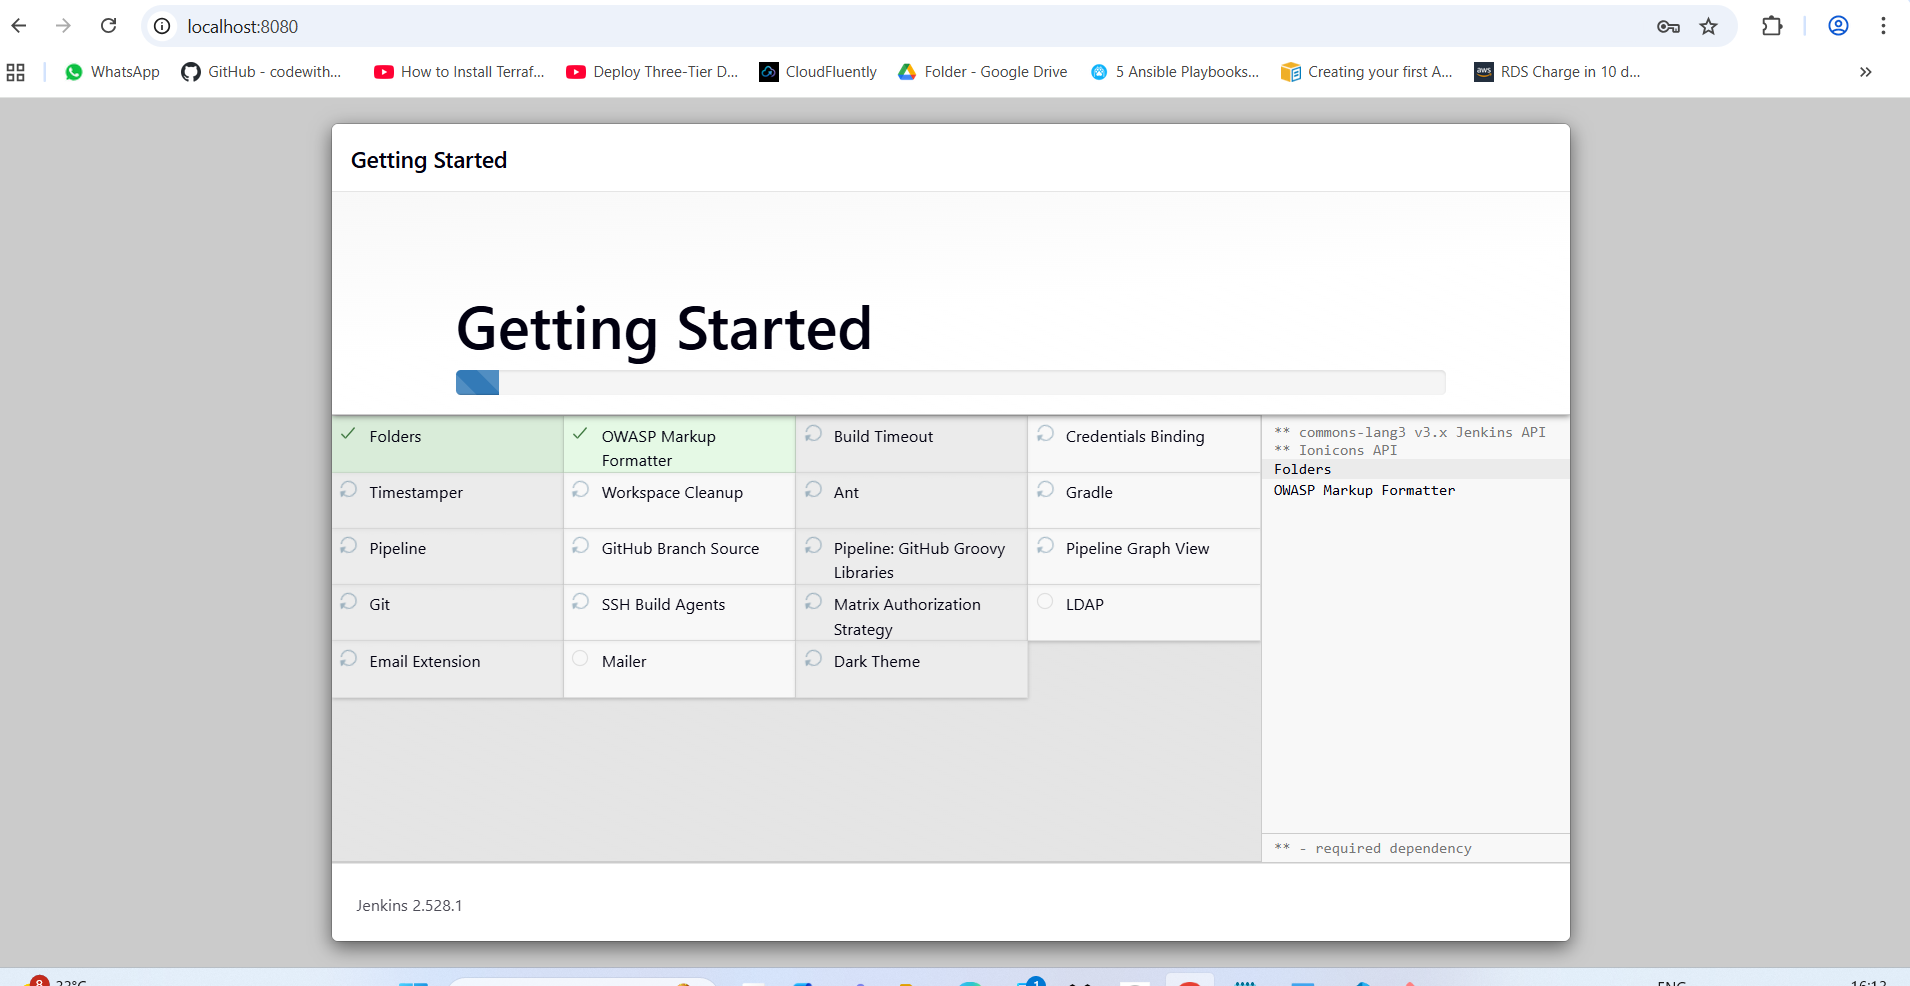 localhost:8080
WhatsApp
GitHub - codewith...
How to Install Terraf...
Deploy Three-Tier D...
CloudFluently
Folder - Google Drive
5 Ansible Playbooks...
Creating your first A...
aws
RDS Charge in 10 d...
»
Getting Started
Getting Started
Folders
OWASP Markup
Formatter
Build Timeout
Credentials Binding
Timestamper
Workspace Cleanup
Ant
Gradle
Pipeline
GitHub Branch Source
Pipeline: GitHub Groovy
Libraries
Pipeline Graph View
Git
SSH Build Agents
Matrix Authorization
Strategy
LDAP
Email Extension
Mailer
Dark Theme
** commons-lang3 v3.x Jenkins API
** Ionicons API
Folders
OWASP Markup Formatter
** - required dependency
Jenkins 2.528.1
8
1
ENG